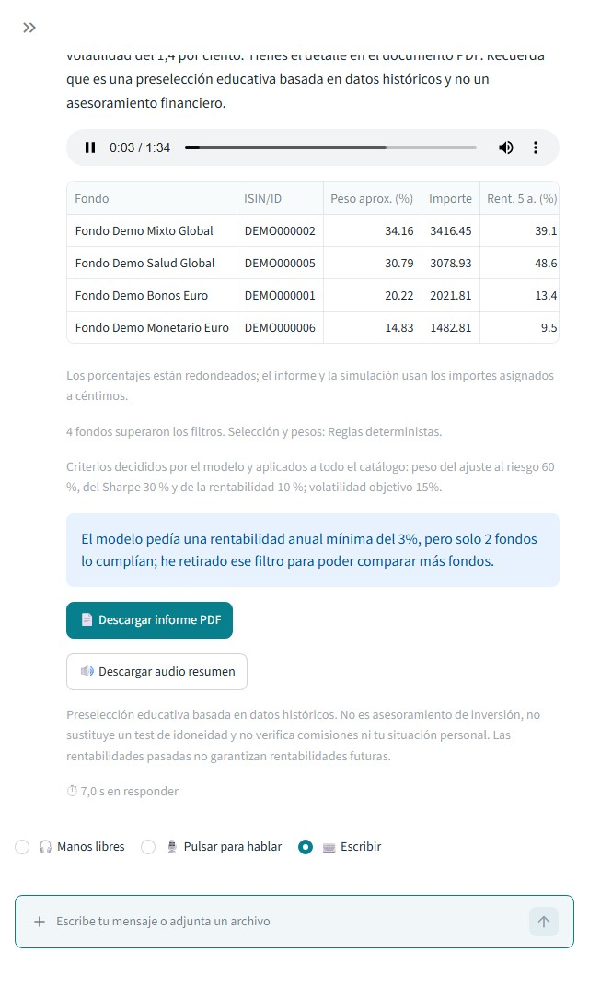 volatilidad del 1,4 por ciento. Tienes el detalle en el documento PDF. Recuerda
que es una preselección educativa basada en datos históricos y no un
asesoramiento financiero.
0:03 / 1:34
Fondo ISIN/ID Peso aprox. (%) Importe Rent. 5 a. (%)
Fondo Demo Mixto Global DEMO000002 34.16 3416.45 39.1
Fondo Demo Salud Global DEMO000005 30.79 3078.93 48.6
Fondo Demo Bonos Euro DEMO000001 20.22 2021.81 13.4
Fondo Demo Monetario Euro DEMO000006 14.83 1482.81 9.5
Los porcentajes están redondeados; el informe y la simulación usan los importes asignados
a céntimos.
4 fondos superaron los filtros. Selección y pesos: Reglas deterministas.
Criterios decididos por el modelo y aplicados a todo el catálogo: peso del ajuste al riesgo 60
%, del Sharpe 30 % y de la rentabilidad 10 %; volatilidad objetivo 15%.
El modelo pedía una rentabilidad anual mínima del 3%, pero solo 2 fondos
lo cumplían; he retirado ese filtro para poder comparar más fondos.
Descargar informe PDF
Descargar audio resumen
Preselección educativa basada en datos históricos. No es asesoramiento de inversión, no
sustituye un test de idoneidad y no verifica comisiones ni tu situación personal. Las
rentabilidades pasadas no garantizan rentabilidades futuras.
7,0 s en responder
Manos libres Pulsar para hablar Escribir
Escribe tu mensaje o adjunta un archivo